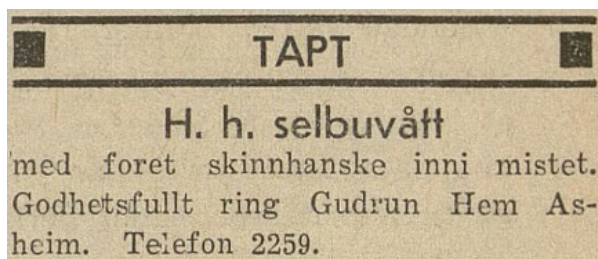 TAPT
H. h. selbuvått
med foret skinnhanske inni mistet.
Godhetsfullt ring Gudrun Hem As-
heim. Telefon 2259.